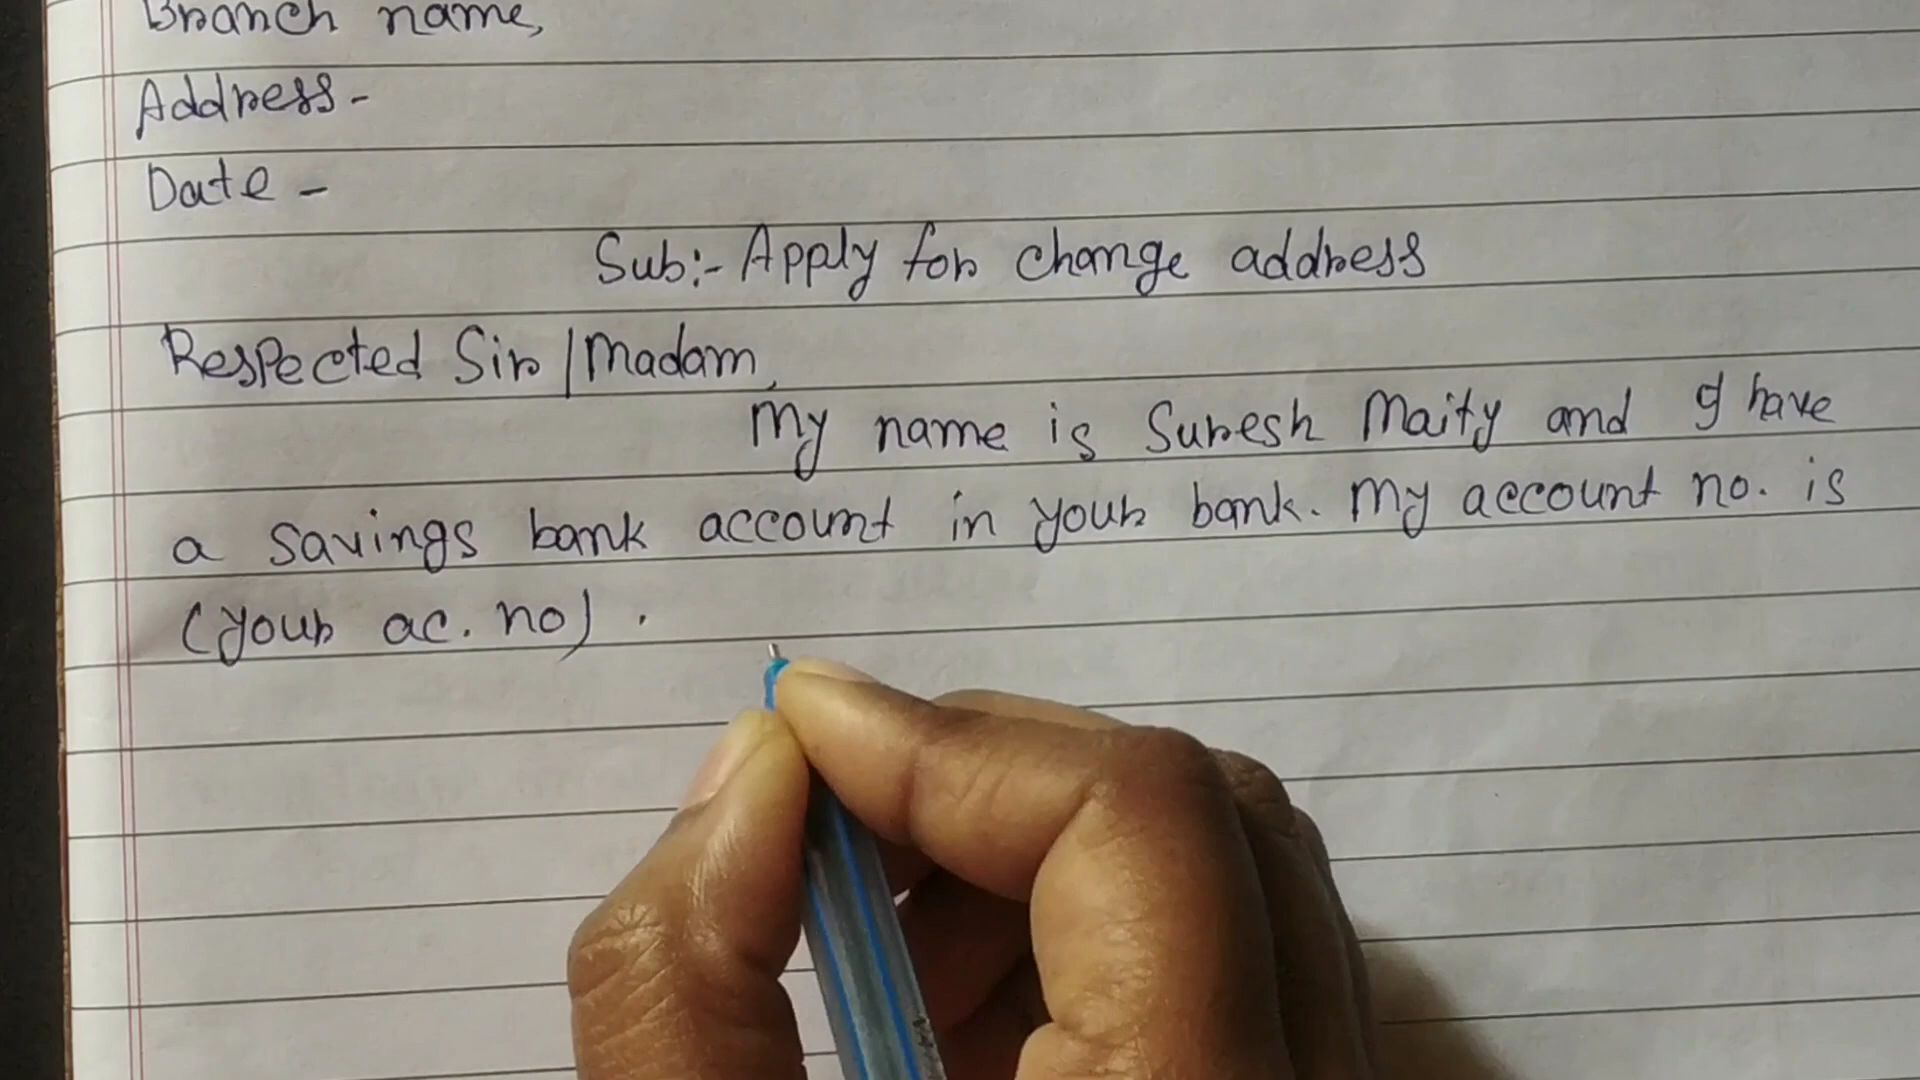 Branch name,
Address-
Date -
Sub:- Apply for change address
Respected Sir/Madam,
My name is Suresh Maity and I have
a savings bank account in your bank. My account no. is
(your ac. no).